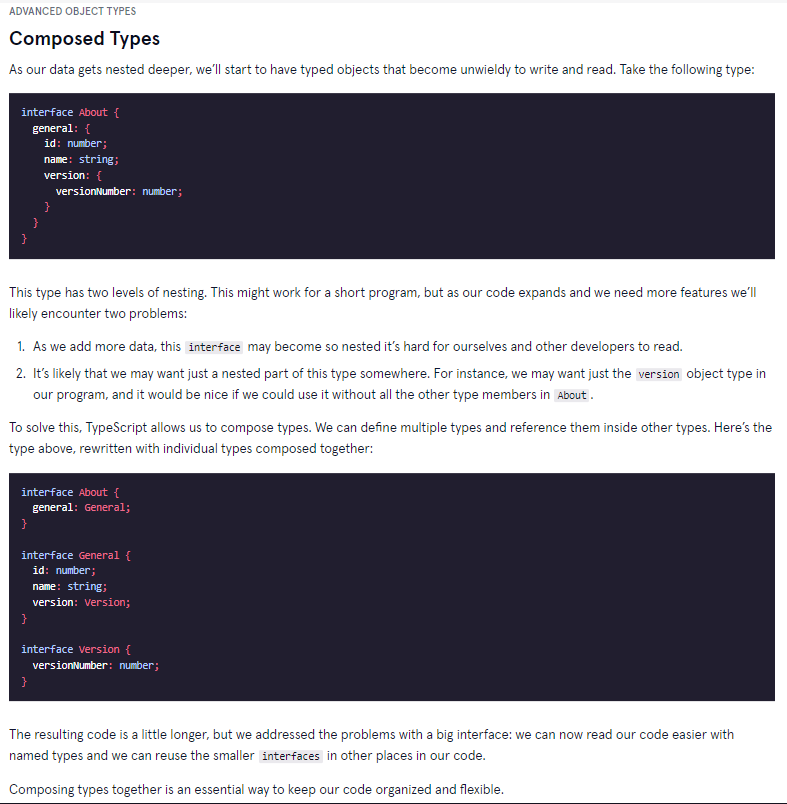 ADVANCED OBJECT TYPES
Composed Types
As our data gets nested deeper, we’ll start to have typed objects that become unwieldy to write and read. Take the following type:
interface About {
  general: {
    id: number;
    name: string;
    version: {
      versionNumber: number;
    }
  }
}
This type has two levels of nesting. This might work for a short program, but as our code expands and we need more features we’ll
likely encounter two problems:
1. As we add more data, this interface may become so nested it’s hard for ourselves and other developers to read.
2. It’s likely that we may want just a nested part of this type somewhere. For instance, we may want just the version object type in
our program, and it would be nice if we could use it without all the other type members in About.
To solve this, TypeScript allows us to compose types. We can define multiple types and reference them inside other types. Here’s the
type above, rewritten with individual types composed together:
interface About {
  general: General;
}
interface General {
  id: number;
  name: string;
  version: Version;
}
interface Version {
  versionNumber: number;
}
The resulting code is a little longer, but we addressed the problems with a big interface: we can now read our code easier with
named types and we can reuse the smaller interfaces in other places in our code.
Composing types together is an essential way to keep our code organized and flexible.